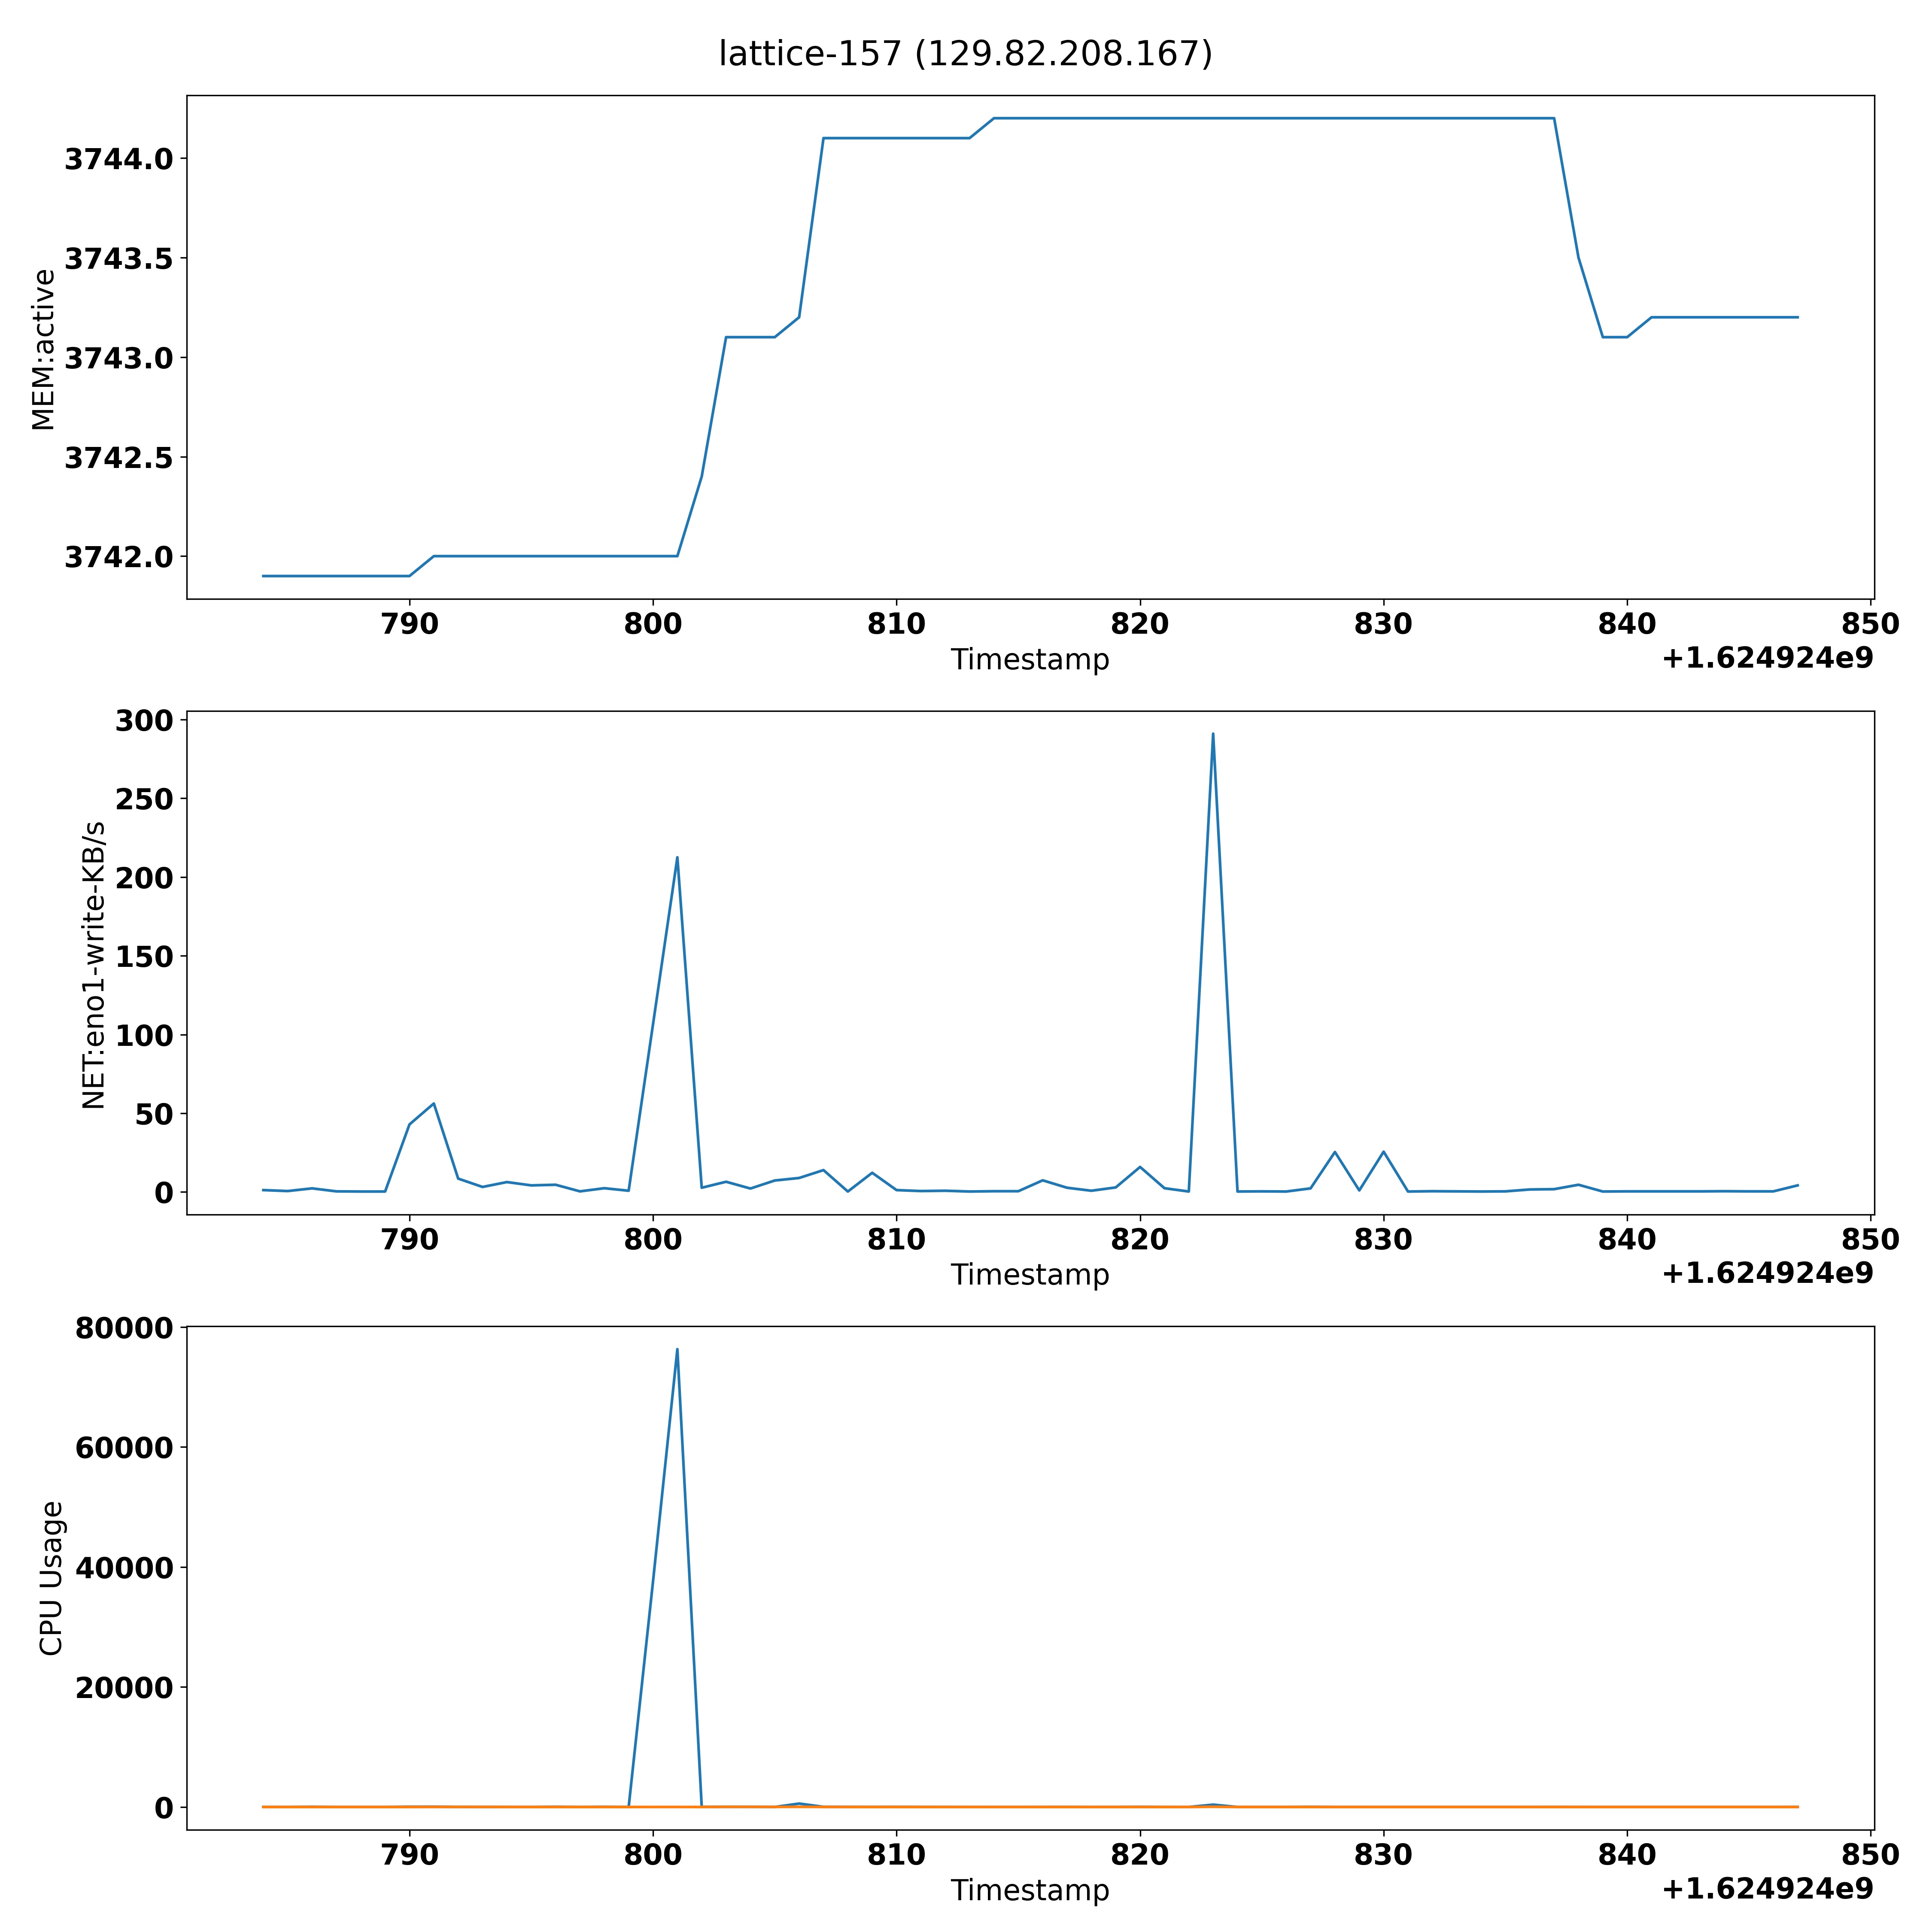 lattice-157 (129.82.208.167)
3744.0
3743.5
3743.0
3742.5
3742.0
MEM:active
790 800 810 820 830 840 850
Timestamp
+1.624924e9
300
250
200
150
100
50
0
NET:eno1-write-KB/s
790 800 810 820 830 840 850
Timestamp
+1.624924e9
80000
60000
40000
20000
0
CPU Usage
790 800 810 820 830 840 850
Timestamp
+1.624924e9